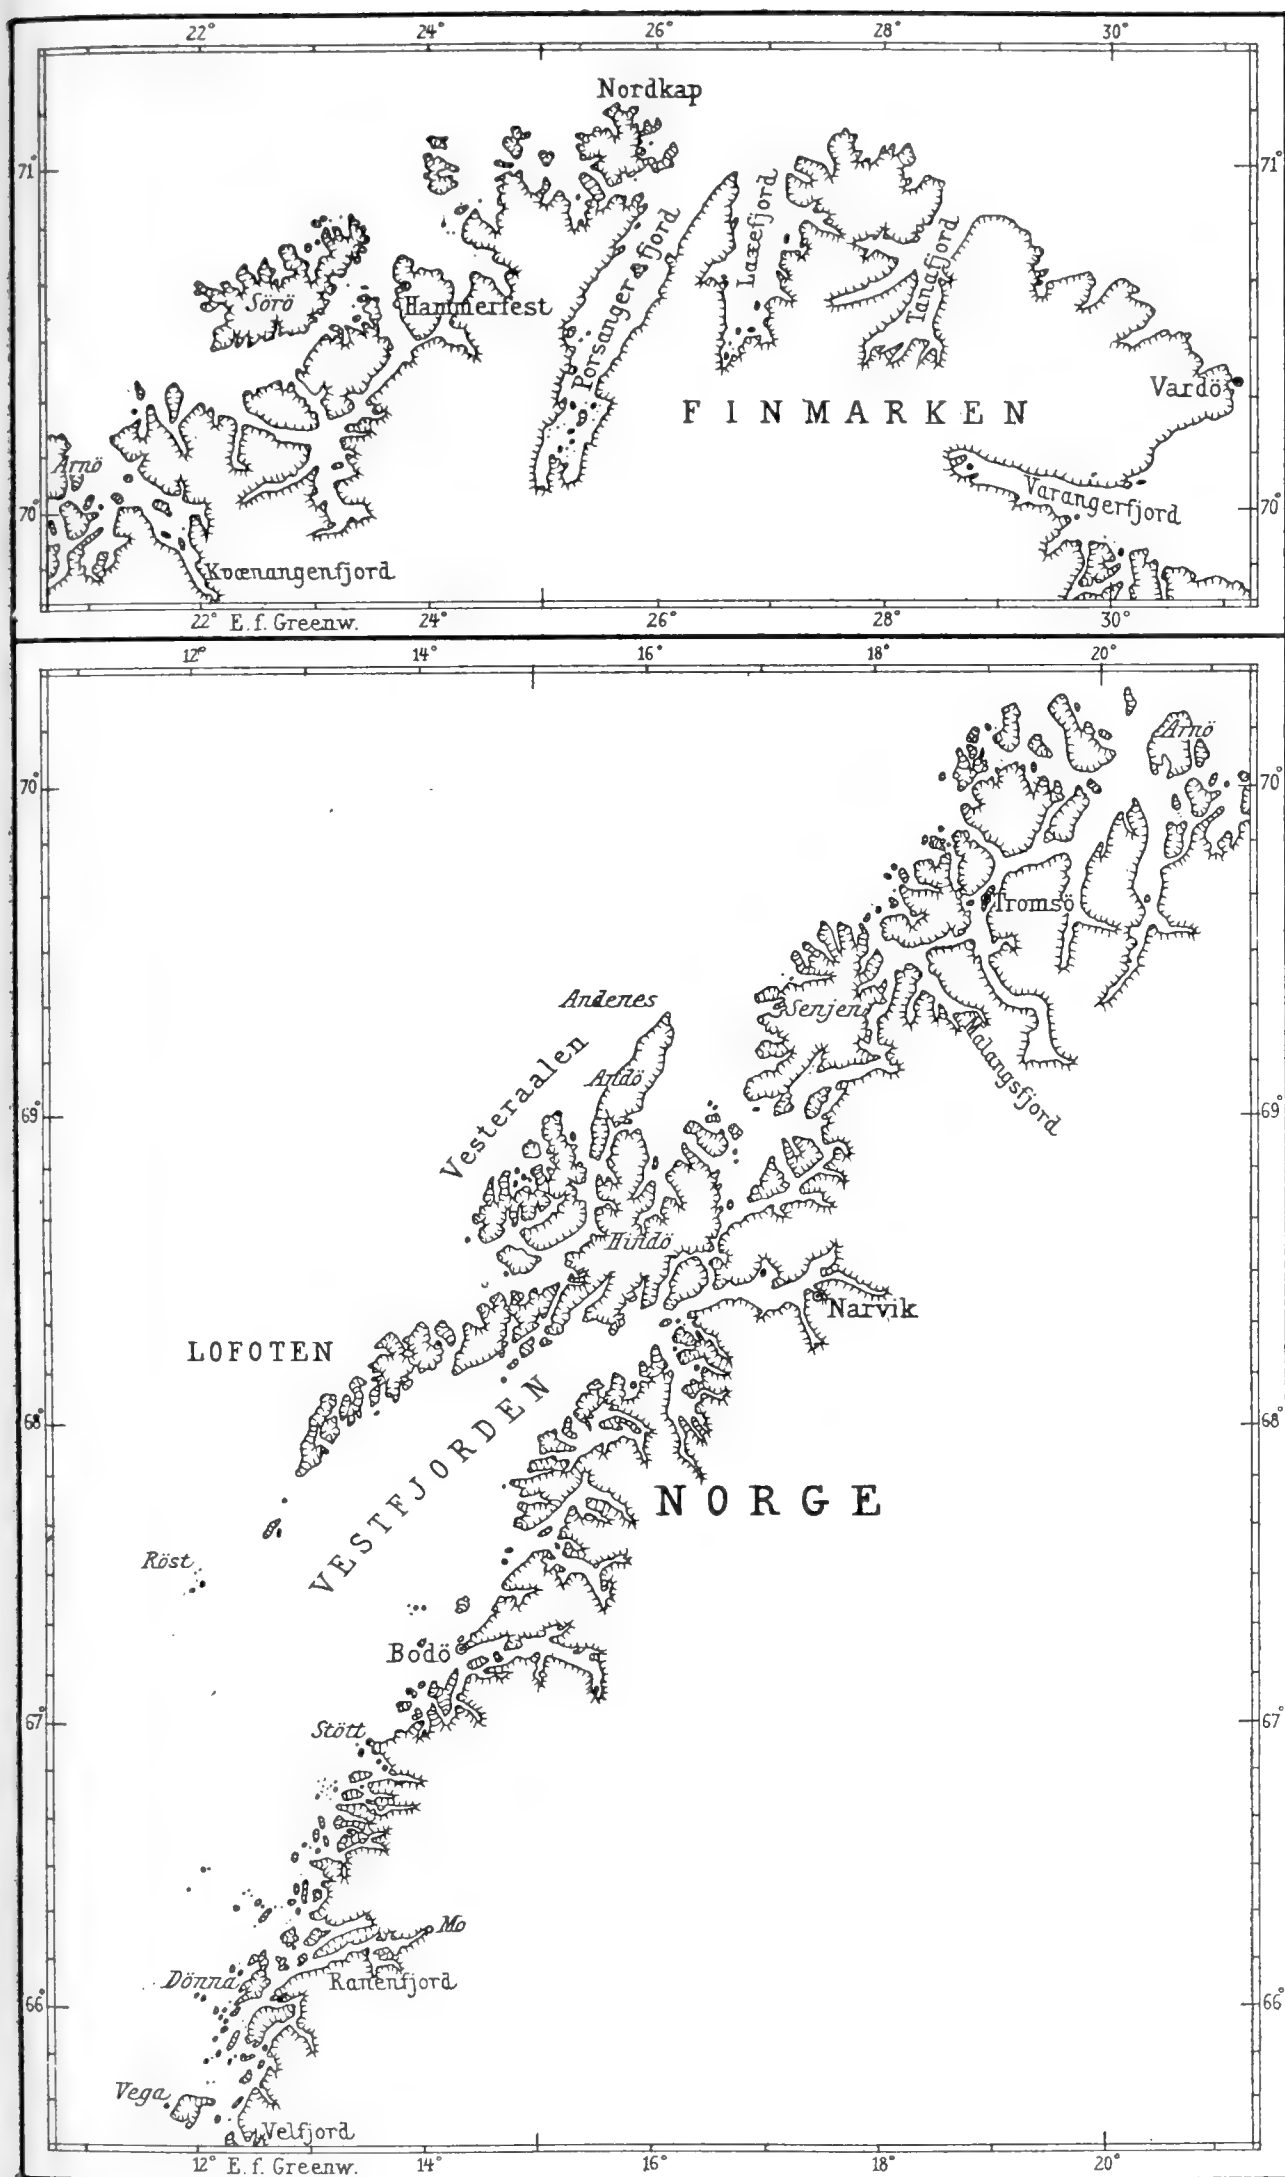 22° 24° 26° 28° 30°
Nordkap
71° 71°
Laxefjord
Porsangerfjord
Tanafjord
Sörö
Hammerfest
Vardö
FINMARKEN
Arnö
Varangerfjord
70° 70°
Kvœnangenfjord
22° E.f. Greenw. 24° 26° 28° 30°
12° 14° 16° 18° 20°
Arnö
70° 70°
Tromsö
Andenes
Senjen
Malangsfjord
Vesteraalen
Andö
69° 69°
Hindö
Narvik
LOFOTEN
VESTFJORDEN
68° 68°
NORGE
Röst
Bodö
67° 67°
Stött
Mo
Dönna
Ranenfjord
66° 66°
Vega
Velfjord
12° E.f. Greenw. 14° 16° 18° 20°